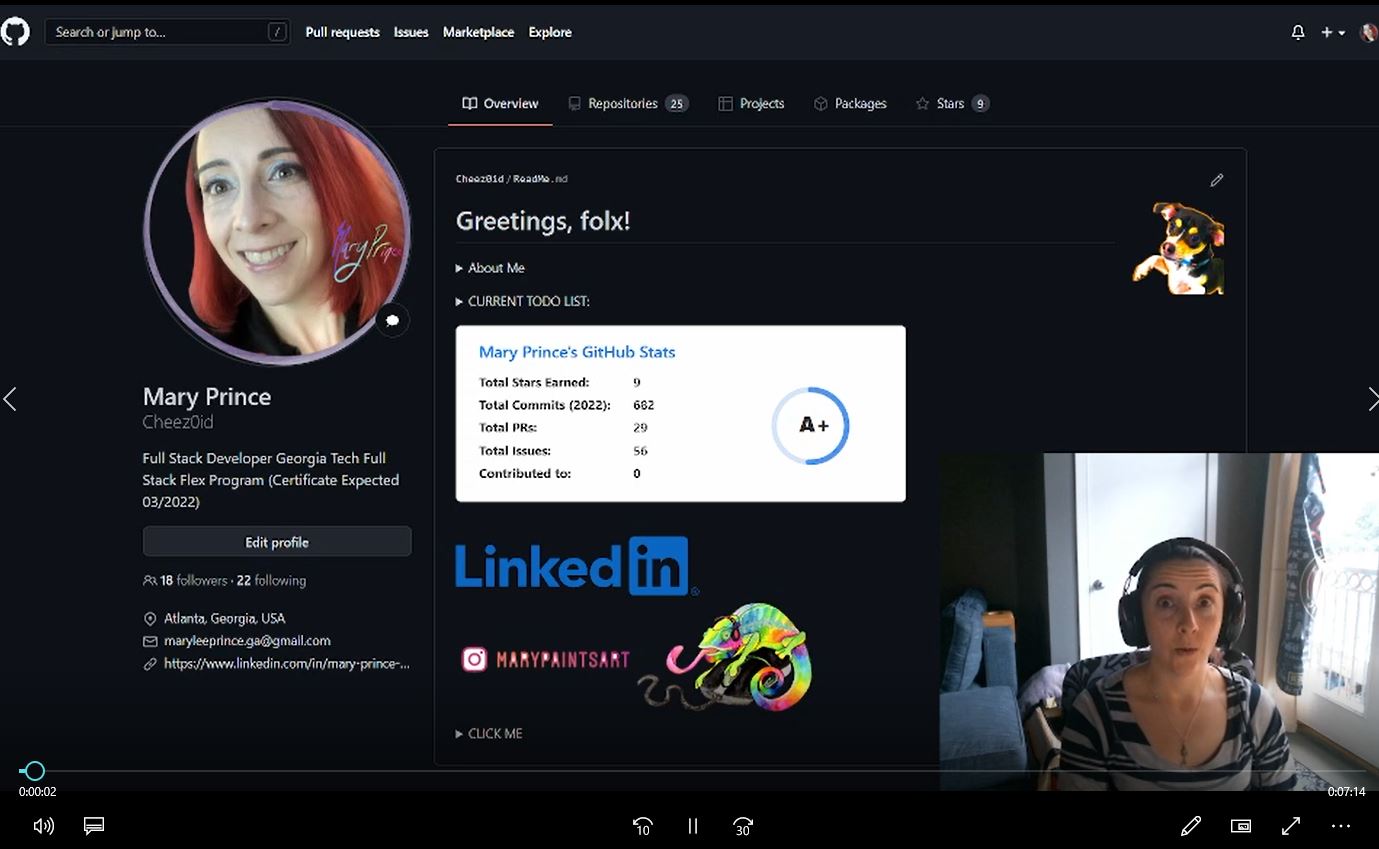 Search or jump to...
/
Pull requests
Issues
Marketplace
Explore
Overview
Repositories 25
Projects
Packages
Stars 9
Mary Prince
Mary Prince
Cheez0id
Full Stack Developer Georgia Tech Full
Stack Flex Program (Certificate Expected
03/2022)
Edit profile
18 followers · 22 following
Atlanta, Georgia, USA
maryleeprince.ga@gmail.com
https://www.linkedin.com/in/mary-prince-...
Cheez0id / ReadMe.md
Greetings, folx!
About Me
CURRENT TODO LIST:
Mary Prince's GitHub Stats
Total Stars Earned: 9
Total Commits (2022): 682
Total PRs: 29
Total Issues: 56
Contributed to: 0
A+
Linked in ®
MARYPAINTSART
CLICK ME
0:00:02
0:07:14
10
30